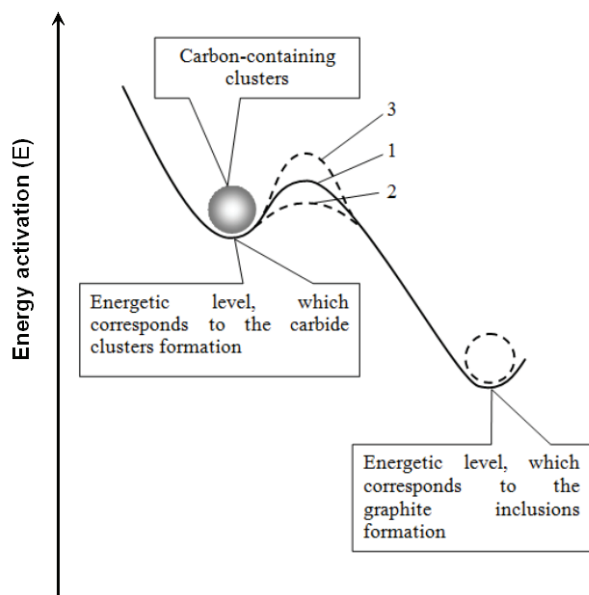 Carbon-containing
clusters
3
1
2
Energy activation (E)
Energetic level, which
corresponds to the carbide
clusters formation
Energetic level, which
corresponds to the
graphite inclusions
formation